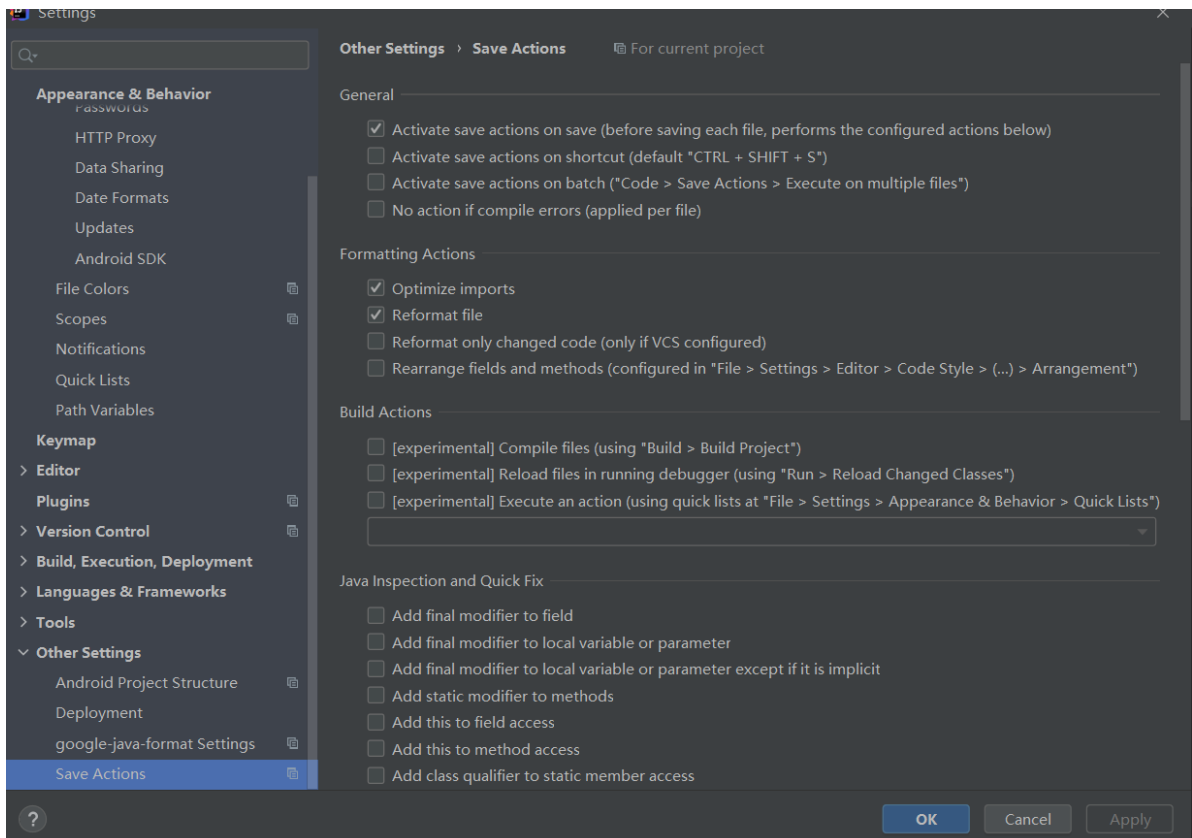 Settings
Appearance & Behavior
Passwords
HTTP Proxy
Data Sharing
Date Formats
Updates
Android SDK
File Colors
Scopes
Notifications
Quick Lists
Path Variables
Keymap
Editor
Plugins
Version Control
Build, Execution, Deployment
Languages & Frameworks
Tools
Other Settings
Android Project Structure
Deployment
google-java-format Settings
Save Actions
Other Settings › Save Actions For current project
General
Activate save actions on save (before saving each file, performs the configured actions below)
Activate save actions on shortcut (default "CTRL + SHIFT + S")
Activate save actions on batch ("Code > Save Actions > Execute on multiple files")
No action if compile errors (applied per file)
Formatting Actions
Optimize imports
Reformat file
Reformat only changed code (only if VCS configured)
Rearrange fields and methods (configured in "File > Settings > Editor > Code Style > (...) > Arrangement")
Build Actions
[experimental] Compile files (using "Build > Build Project")
[experimental] Reload files in running debugger (using "Run > Reload Changed Classes")
[experimental] Execute an action (using quick lists at "File > Settings > Appearance & Behavior > Quick Lists")
Java Inspection and Quick Fix
Add final modifier to field
Add final modifier to local variable or parameter
Add final modifier to local variable or parameter except if it is implicit
Add static modifier to methods
Add this to field access
Add this to method access
Add class qualifier to static member access
?
OK
Cancel
Apply